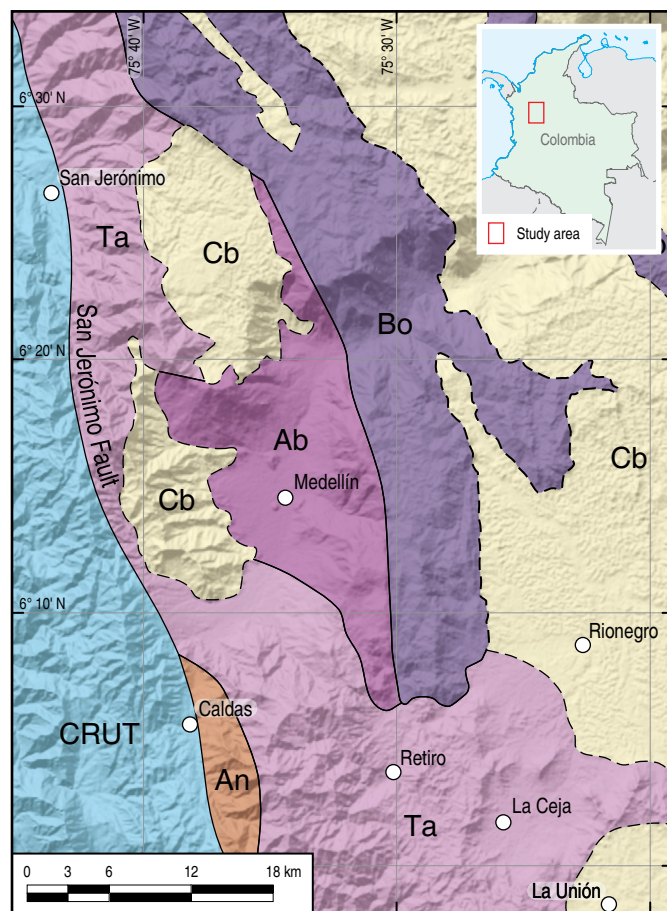 75° 40' W
75° 30' W
6° 30' N
Colombia
San Jerónimo
Study area
Ta
Cb
Bo
San Jerónimo Fault
6° 20' N
Ab
Cb
Medellín
Cb
6° 10' N
Rionegro
CRUT
Caldas
An
Retiro
La Ceja
Ta
0 3 6 12 18 km
La Unión